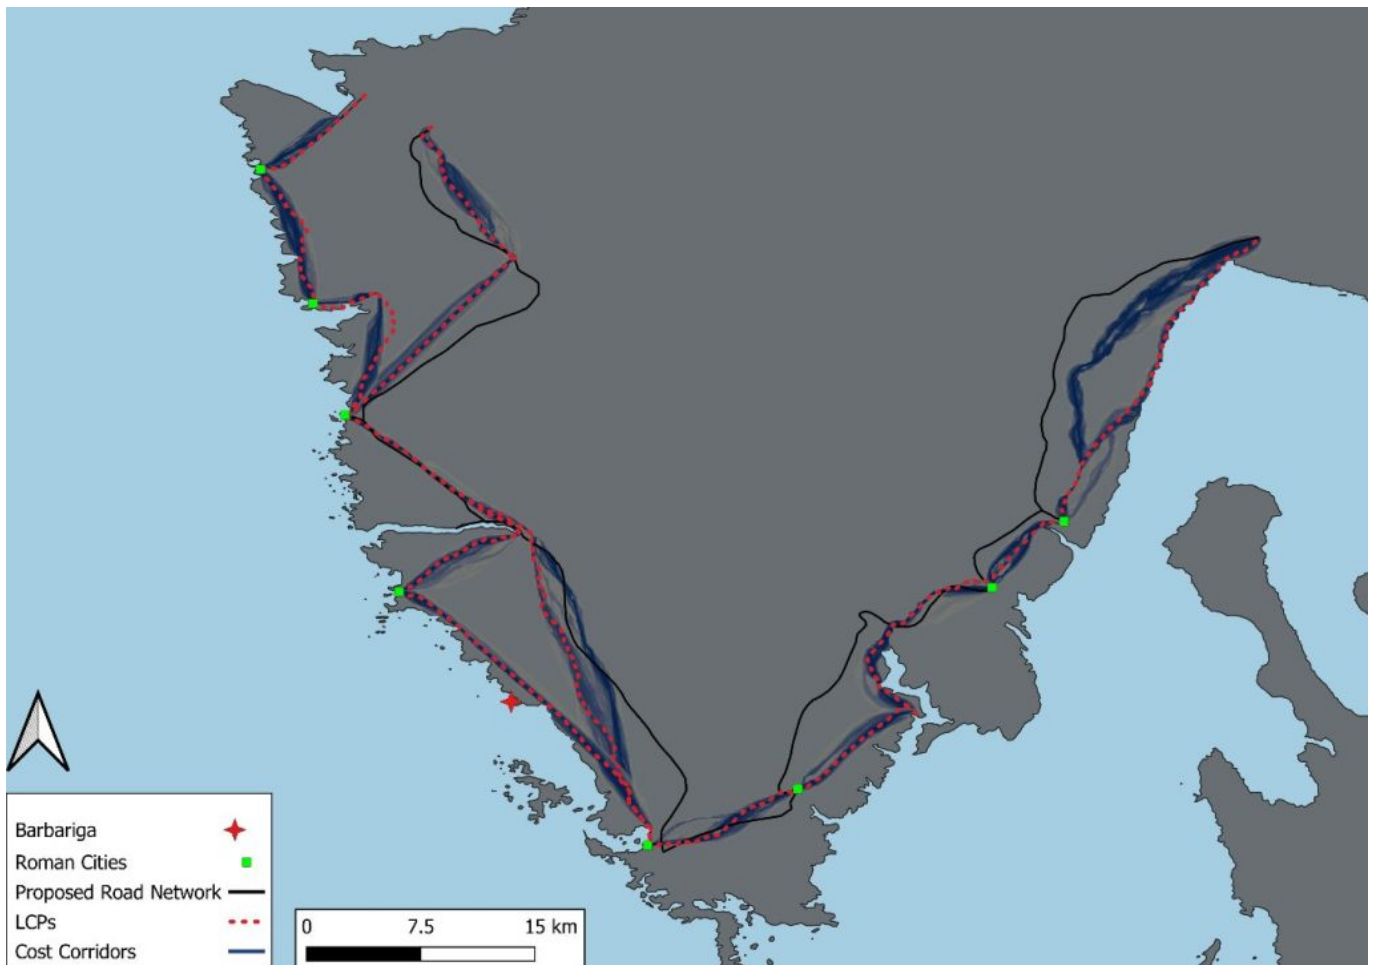 Barbariga
Roman Cities
Proposed Road Network
LCPs
Cost Corridors
0 7.5 15 km